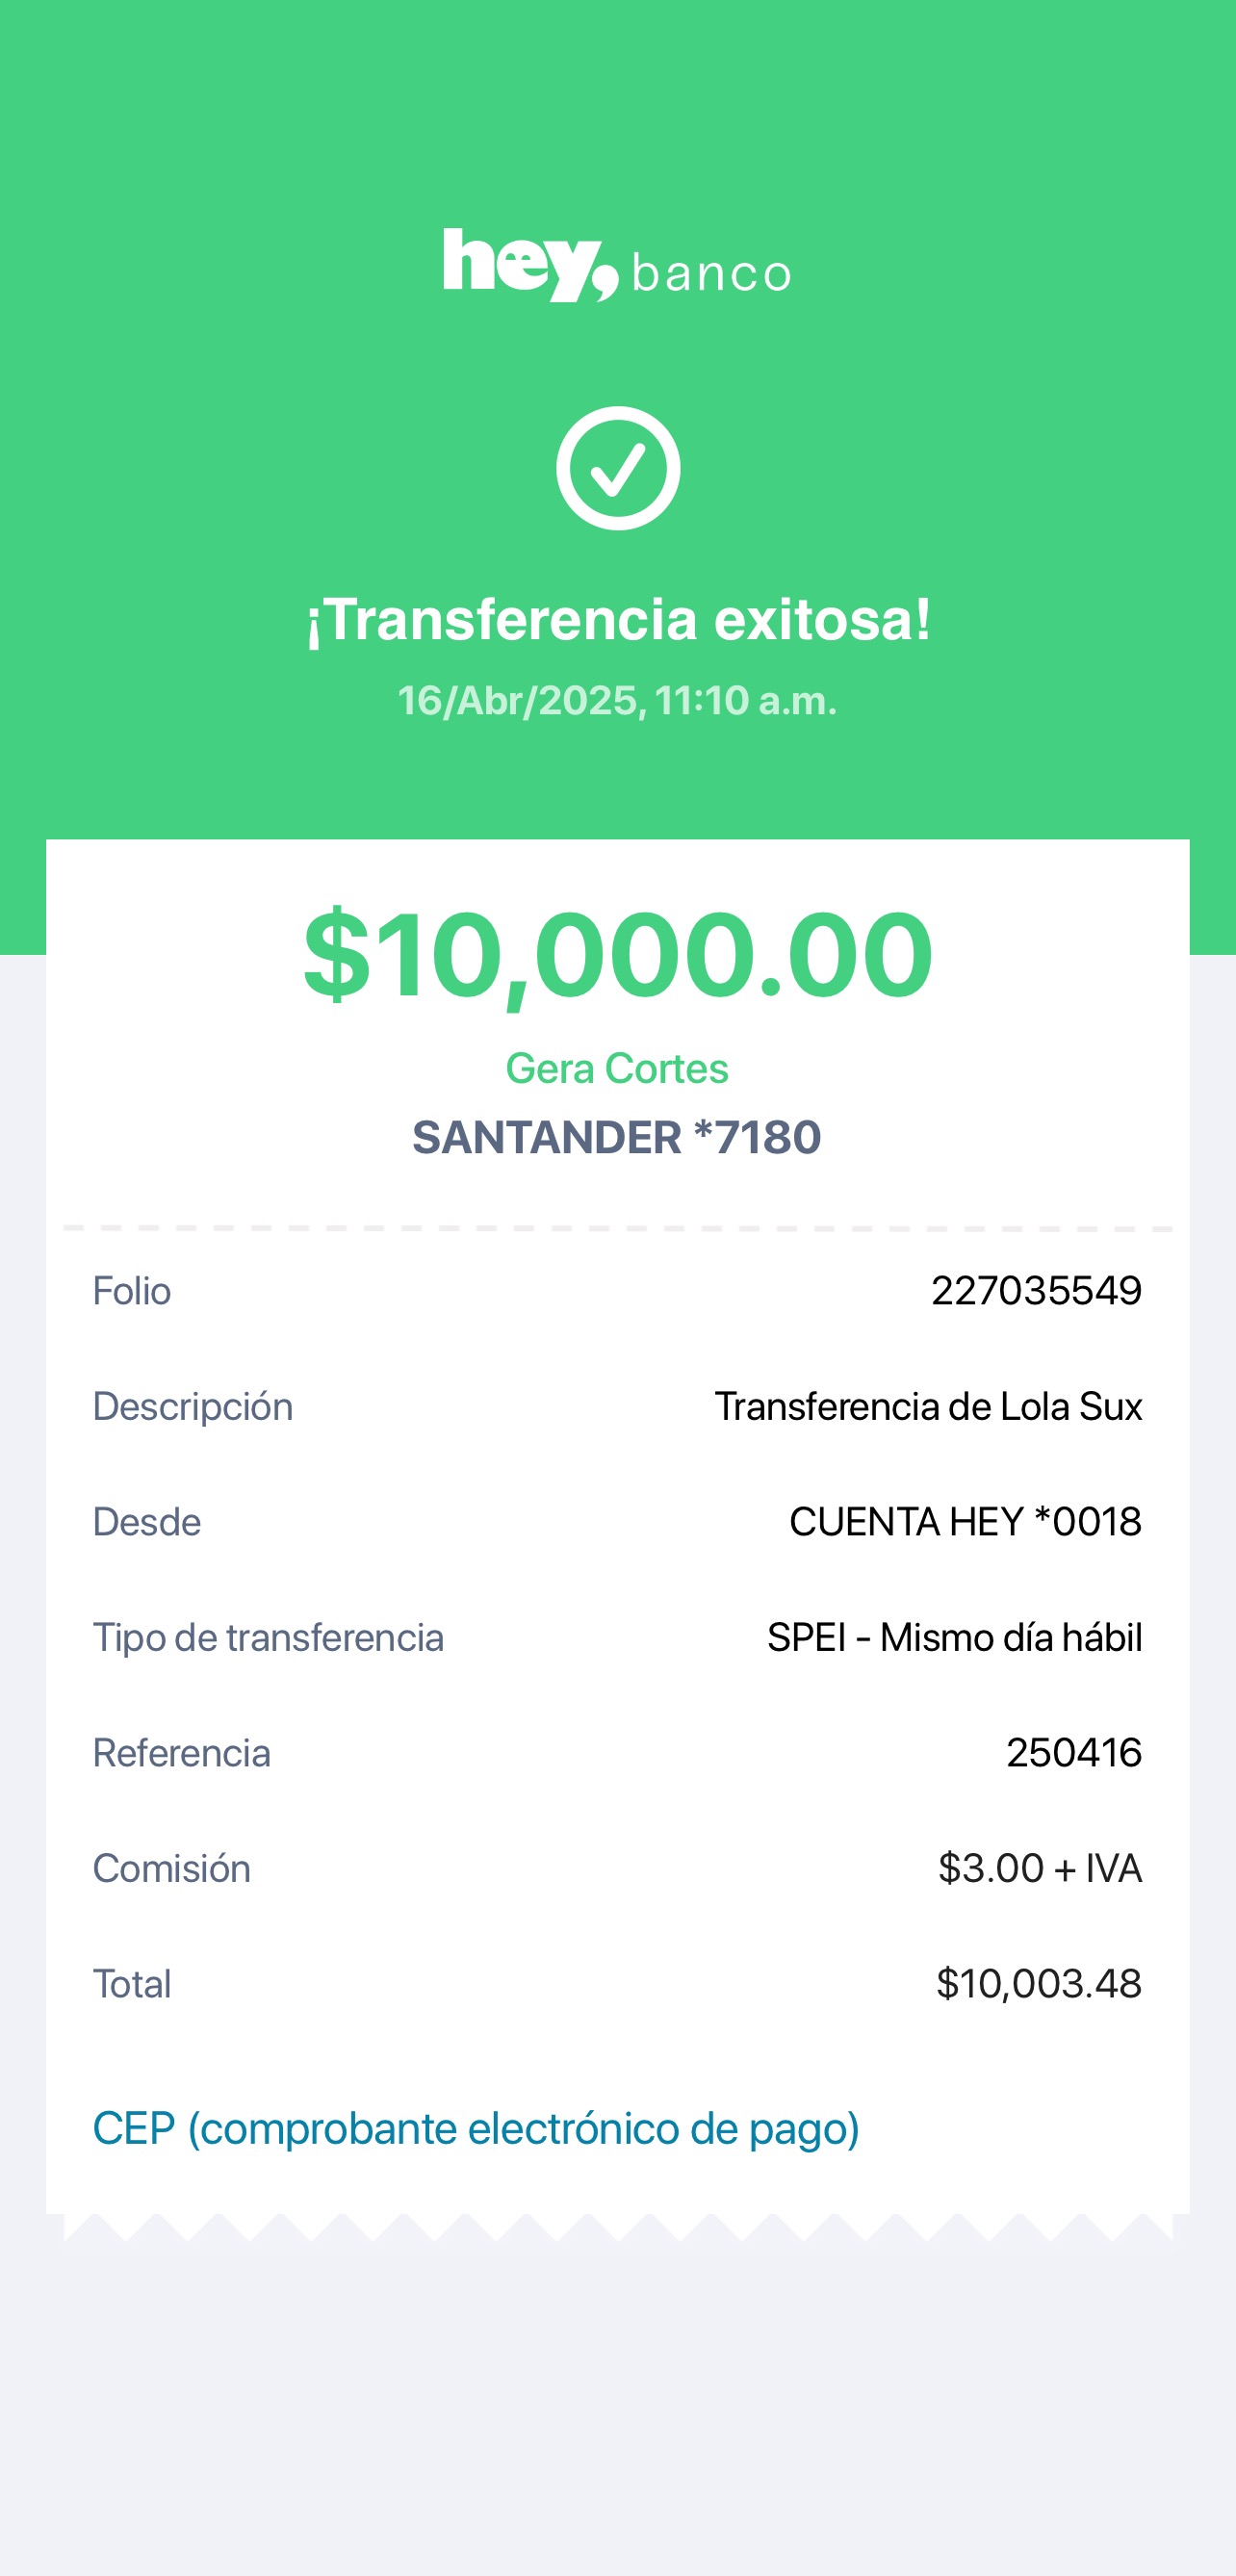 hey, banco
¡Transferencia exitosa!
16/Abr/2025, 11:10 a.m.
$10,000.00
Gera Cortes
SANTANDER *7180
Folio 227035549
Descripción Transferencia de Lola Sux
Desde CUENTA HEY *0018
Tipo de transferencia SPEI - Mismo día hábil
Referencia 250416
Comisión $3.00 + IVA
Total $10,003.48
CEP (comprobante electrónico de pago)